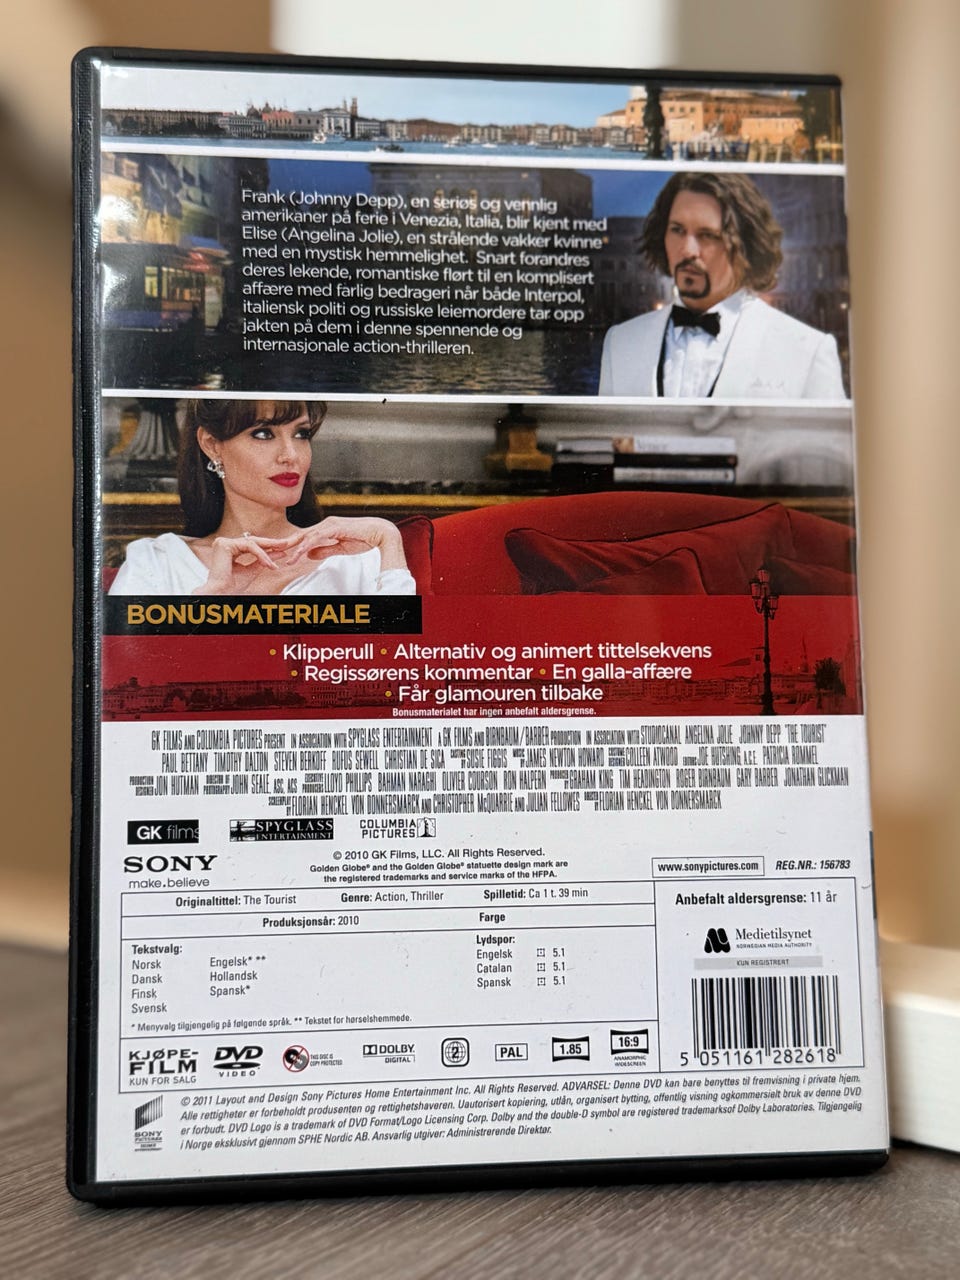 Frank (Johnny Depp), en seriøs og vennlig
amerikaner på ferie i Venezia, Italia, blir kjent med
Elise (Angelina Jolie), en strålende vakker kvinne
med en mystisk hemmelighet. Snart forandres
deres lekende, romantiske flørt til en komplisert
affære med farlig bedrageri når både Interpol,
italiensk politi og russiske leiemordere tar opp
jakten på dem i denne spennende og
internasjonale action-thrilleren.
BONUSMATERIALE
• Klipperull • Alternativ og animert tittelsekvens
• Regissørens kommentar • En galla-affære
• Får glamouren tilbake
Bonusmaterialet har ingen anbefalt aldersgrense.
GK FILMS AND COLUMBIA PICTURES PRESENT IN ASSOCIATION WITH SPYGLASS ENTERTAINMENT A GK FILMS AND BIRNBAUM/BARBER PRODUCTION IN ASSOCIATION WITH STUDIOCANAL ANGELINA JOLIE JOHNNY DEPP "THE TOURIST"
PAUL BETTANY TIMOTHY DALTON STEVEN BERKOFF RUFUS SEWELL CHRISTIAN DE SICA CASTING BY SUSIE FIGGIS MUSIC BY JAMES NEWTON HOWARD COSTUME DESIGNER COLLEEN ATWOOD EDITING BY JOE HUTSHING A.C.E. PATRICIA ROMMEL
PRODUCTION DESIGNER JON HUTMAN DIRECTOR OF PHOTOGRAPHY JOHN SEALE ASC, ACS EXECUTIVE PRODUCERS LLOYD PHILLIPS BAHMAN NARAGHI OLIVIER COURSON RON HALPERN PRODUCED BY GRAHAM KING TIM HEADINGTON ROGER BIRNBAUM GARY BARBER JONATHAN GLICKMAN
SCREENPLAY BY FLORIAN HENCKEL VON DONNERSMARCK AND CHRISTOPHER McQUARRIE AND JULIAN FELLOWES DIRECTED BY FLORIAN HENCKEL VON DONNERSMARCK
GK films
SPYGLASS
ENTERTAINMENT
COLUMBIA
PICTURES
SONY
make.believe
© 2010 GK Films, LLC. All Rights Reserved.
Golden Globe® and the Golden Globe® statuette design mark are
the registered trademarks and service marks of the HFPA.
www.sonypictures.com
REG.NR.: 156783
Originaltittel: The Tourist Genre: Action, Thriller Spilletid: Ca 1 t. 39 min
Produksjonsår: 2010 Farge
Tekstvalg:
Norsk Engelsk* **
Dansk Hollandsk
Finsk Spansk*
Svensk
Lydspor:
Engelsk 5.1
Catalan 5.1
Spansk 5.1
* Menyvalg tilgjengelig på følgende språk. ** Tekstet for hørselshemmede.
Anbefalt aldersgrense: 11 år
Medietilsynet
NORWEGIAN MEDIA AUTHORITY
KUN REGISTRERT
5 051161 282618
KJØPE-
FILM
KUN FOR SALG
DVD
VIDEO
THIS DISC IS
COPY PROTECTED
DOLBY
DIGITAL
2
PAL
1.85
16:9
ANAMORPHIC
WIDESCREEN
SONY
PICTURES
HOME
ENTERTAINMENT
© 2011 Layout and Design Sony Pictures Home Entertainment Inc. All Rights Reserved. ADVARSEL: Denne DVD kan bare benyttes til fremvisning i private hjem.
Alle rettigheter er forbeholdt produsenten og rettighetshaveren. Uautorisert kopiering, utlån, organisert bytting, offentlig visning ogkommersielt bruk av denne DVD
er forbudt. DVD Logo is a trademark of DVD Format/Logo Licensing Corp. Dolby and the double-D symbol are registered trademarksof Dolby Laboratories. Tilgjengelig
i Norge eksklusivt gjennom SPHE Nordic AB. Ansvarlig utgiver: Administrerende Direktør.